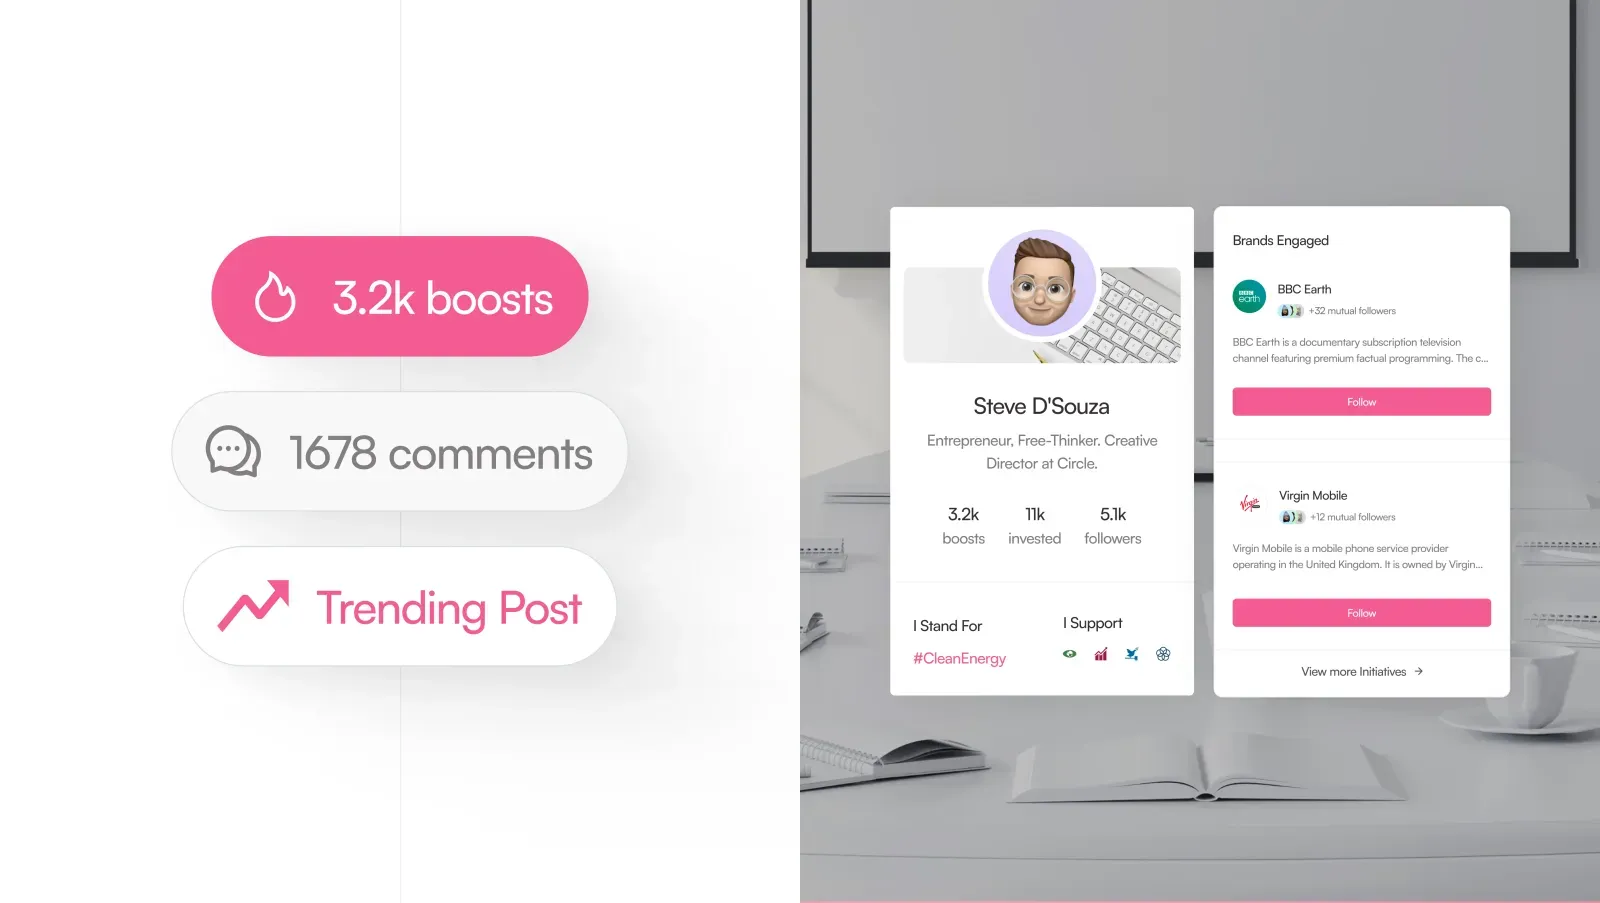 3.2k boosts
1678 comments
Trending Post
Steve D'Souza
Entrepreneur, Free-Thinker. Creative
Director at Circle.
3.2k 11k 5.1k
boosts invested followers
I Stand For
#CleanEnergy
I Support
Brands Engaged
BBC earth
BBC Earth
+32 mutual followers
BBC Earth is a documentary subscription television
channel featuring premium factual programming. The c...
Follow
Virgin
Virgin Mobile
+12 mutual followers
Virgin Mobile is a mobile phone service provider
operating in the United Kingdom. It is owned by Virgin...
Follow
View more Initiatives →